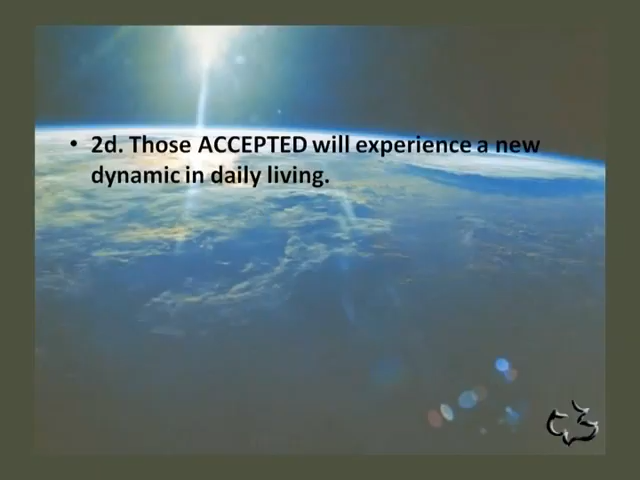 • 2d. Those ACCEPTED will experience a new
dynamic in daily living.